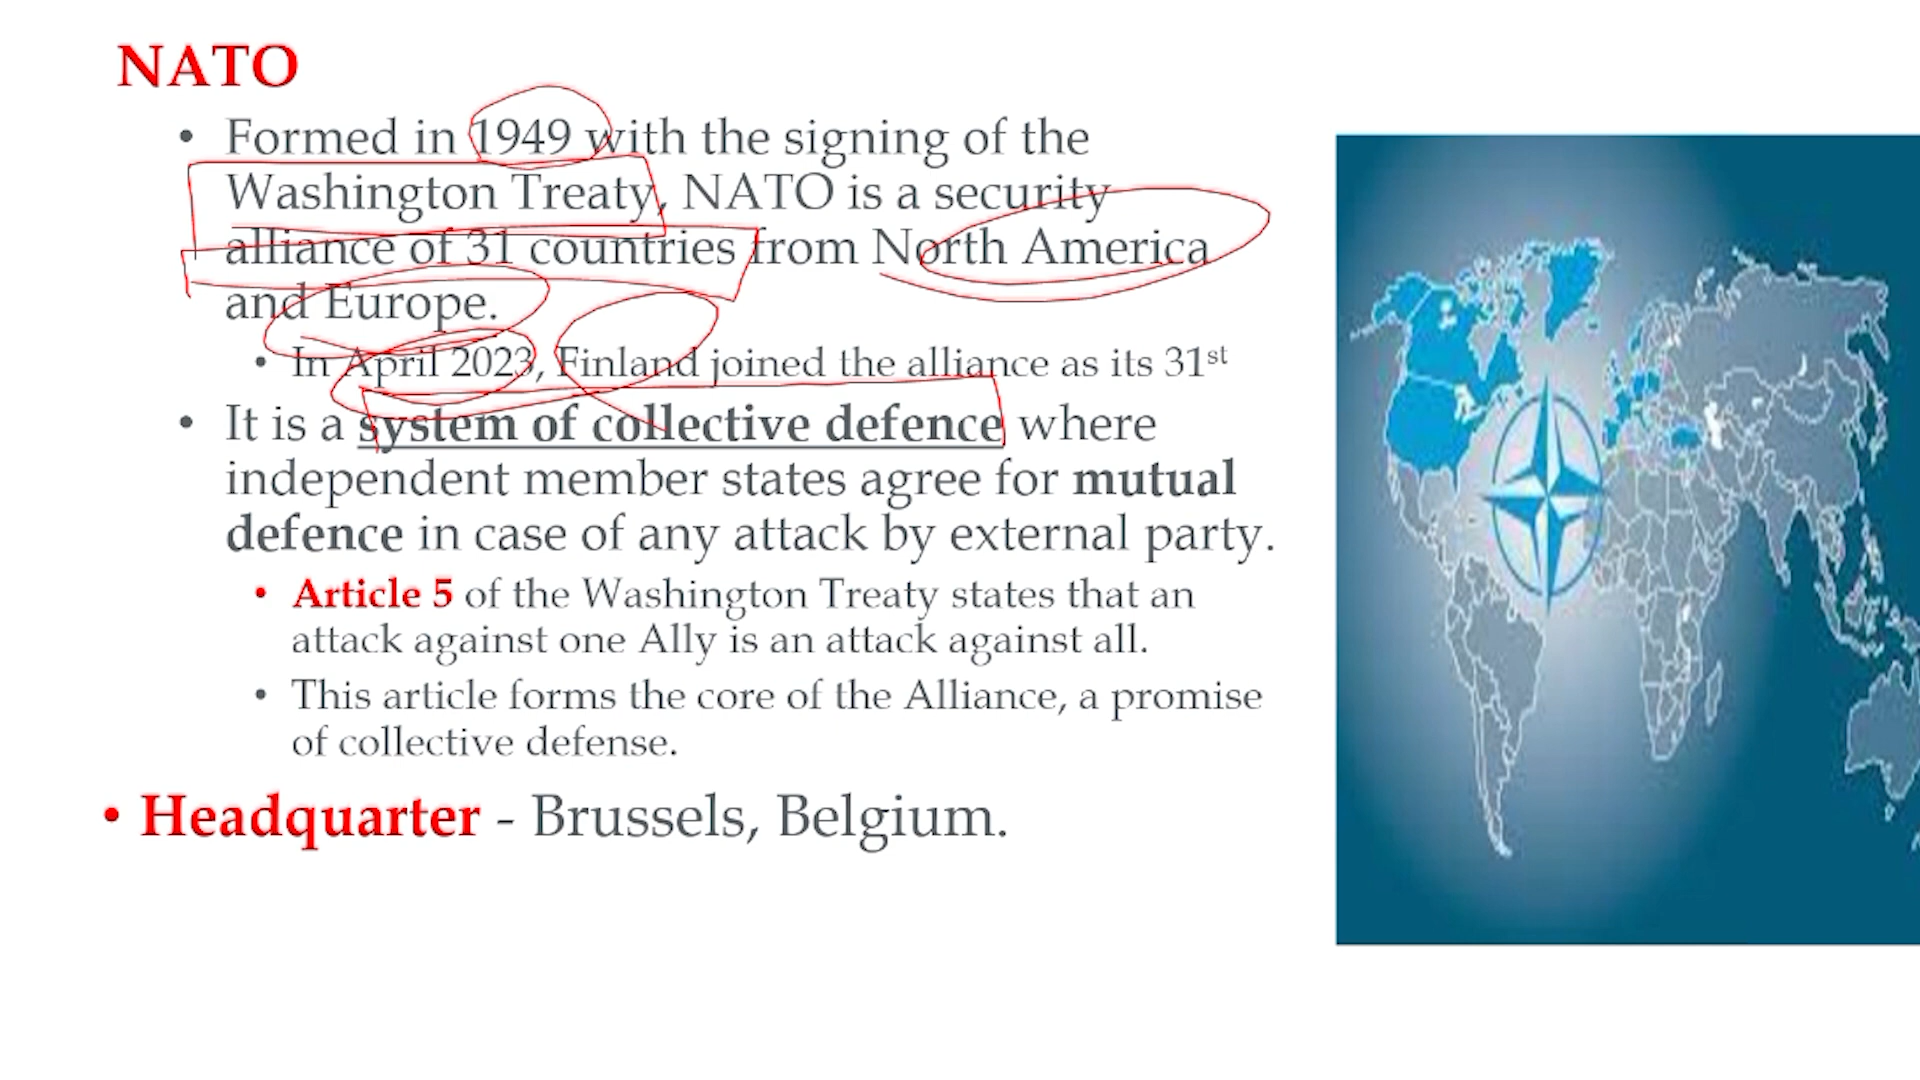 NATO
• Formed in 1949 with the signing of the
Washington Treaty, NATO is a security
alliance of 31 countries from North America
and Europe.
• In April 2023, Finland joined the alliance as its 31st
• It is a system of collective defence where
independent member states agree for mutual
defence in case of any attack by external party.
• Article 5 of the Washington Treaty states that an
attack against one Ally is an attack against all.
• This article forms the core of the Alliance, a promise
of collective defense.
• Headquarter - Brussels, Belgium.